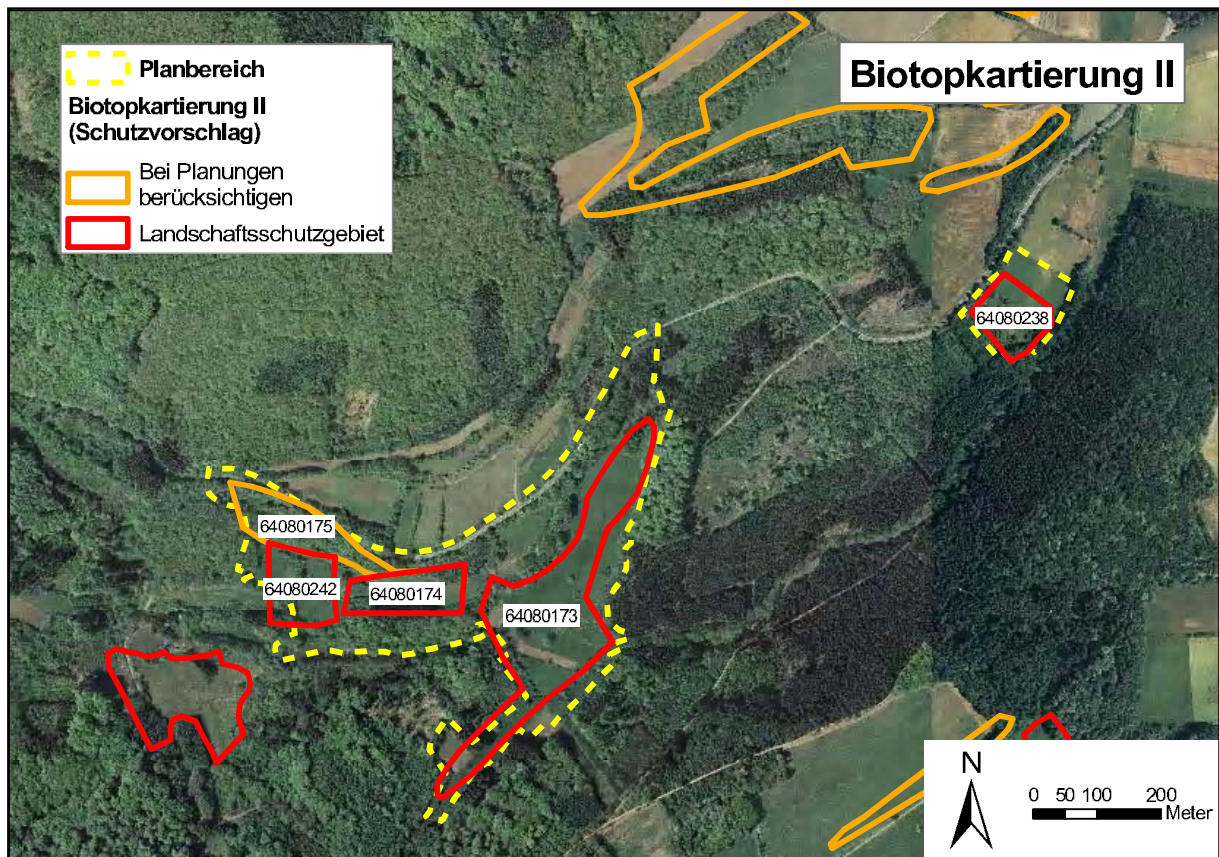 Planbereich
Biotopkartierung II
(Schutzvorschlag)
Bei Planungen
berücksichtigen
Landschaftsschutzgebiet
Biotopkartierung II
64080238
64080175
64080242
64080174
64080173
N
0 50 100 200
Meter